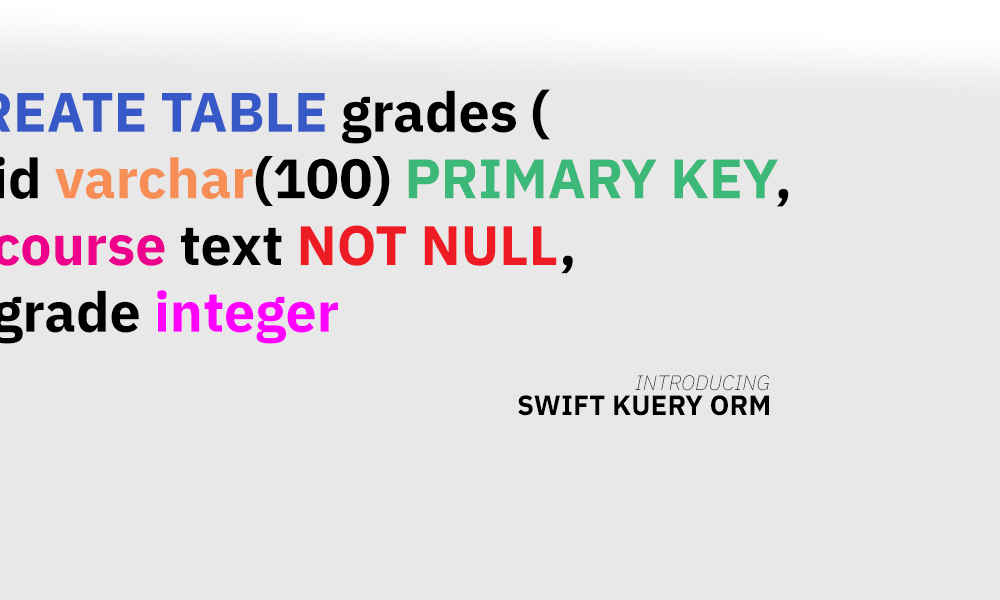 REATE TABLE grades (
id varchar(100) PRIMARY KEY,
course text NOT NULL,
grade integer
INTRODUCING
SWIFT KUERY ORM